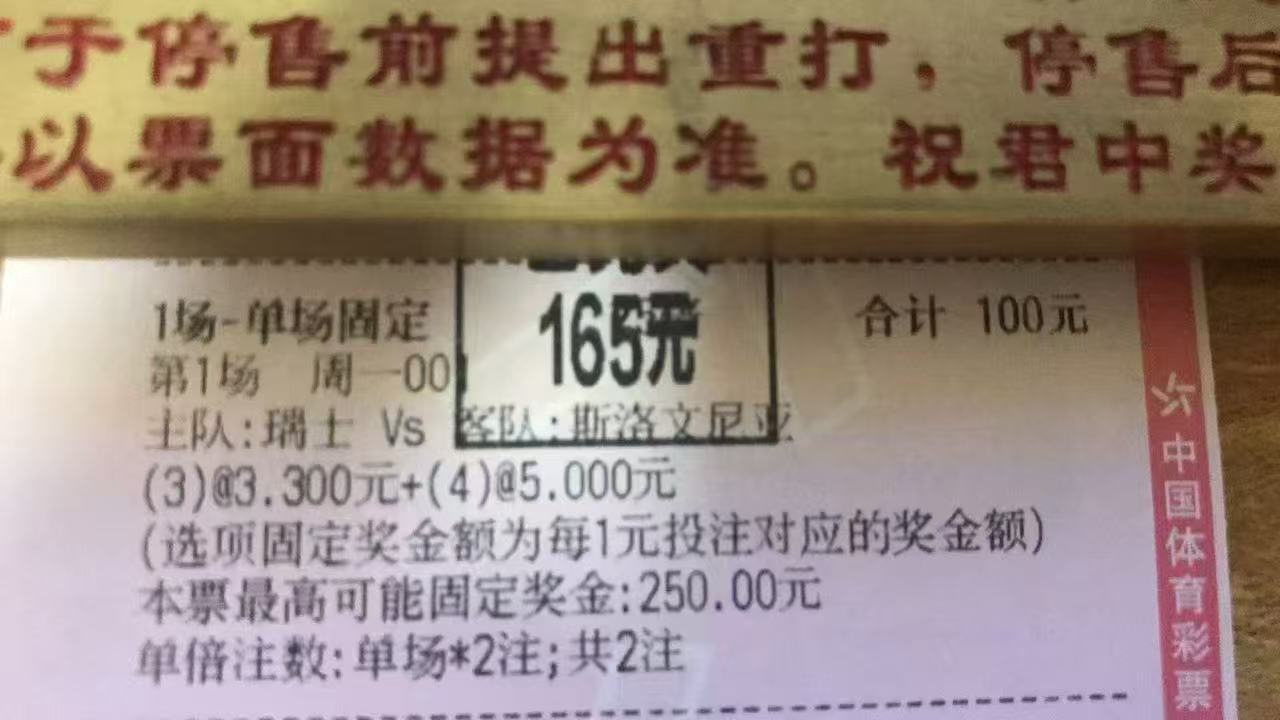 于停售前提出重打，停售后
以票面数据为准。祝君中奖
165元
1场-单场固定
合计 100元
第1场 周一00
主队:瑞士 Vs 客队:斯洛文尼亚
(3)@3.300元+(4)@5.000元
(选项固定奖金额为每1元投注对应的奖金额)
本票最高可能固定奖金:250.00元
单倍注数:单场*2注;共2注
中国体育彩票